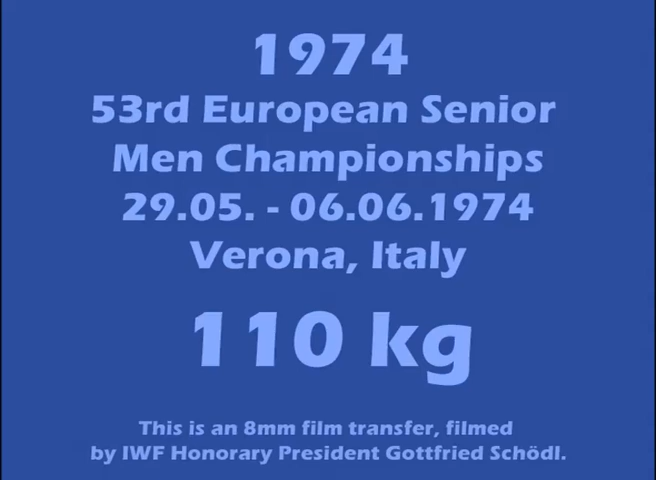 1974
53rd European Senior
Men Championships
29.05. - 06.06.1974
Verona, Italy
110 kg
This is an 8mm film transfer, filmed
by IWF Honorary President Gottfried Schödl.